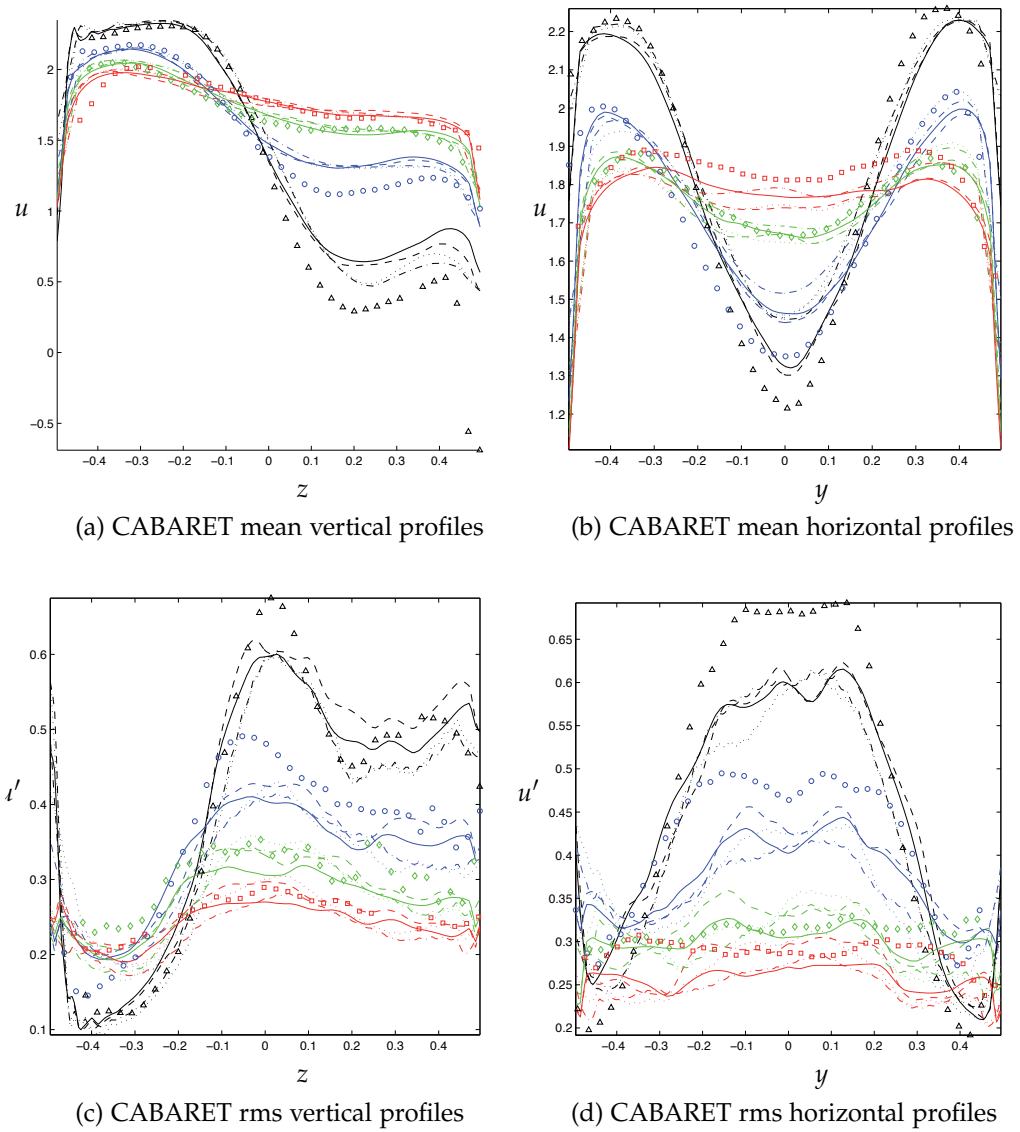 2
1.5
1
0.5
0
−0.5
u
−0.4 −0.3 −0.2 −0.1 0 0.1 0.2 0.3 0.4
z
(a) CABARET mean vertical profiles
2.2
2.1
2
1.9
1.8
1.7
1.6
1.5
1.4
1.3
1.2
u
−0.4 −0.3 −0.2 −0.1 0 0.1 0.2 0.3 0.4
y
(b) CABARET mean horizontal profiles
0.6
0.5
0.4
0.3
0.2
0.1
−0.4 −0.3 −0.2 −0.1 0 0.1 0.2 0.3 0.4
z
(c) CABARET rms vertical profiles
0.65
0.6
0.55
0.5
0.45
0.4
0.35
0.3
0.25
0.2
u′
−0.4 −0.3 −0.2 −0.1 0 0.1 0.2 0.3 0.4
y
(d) CABARET rms horizontal profiles